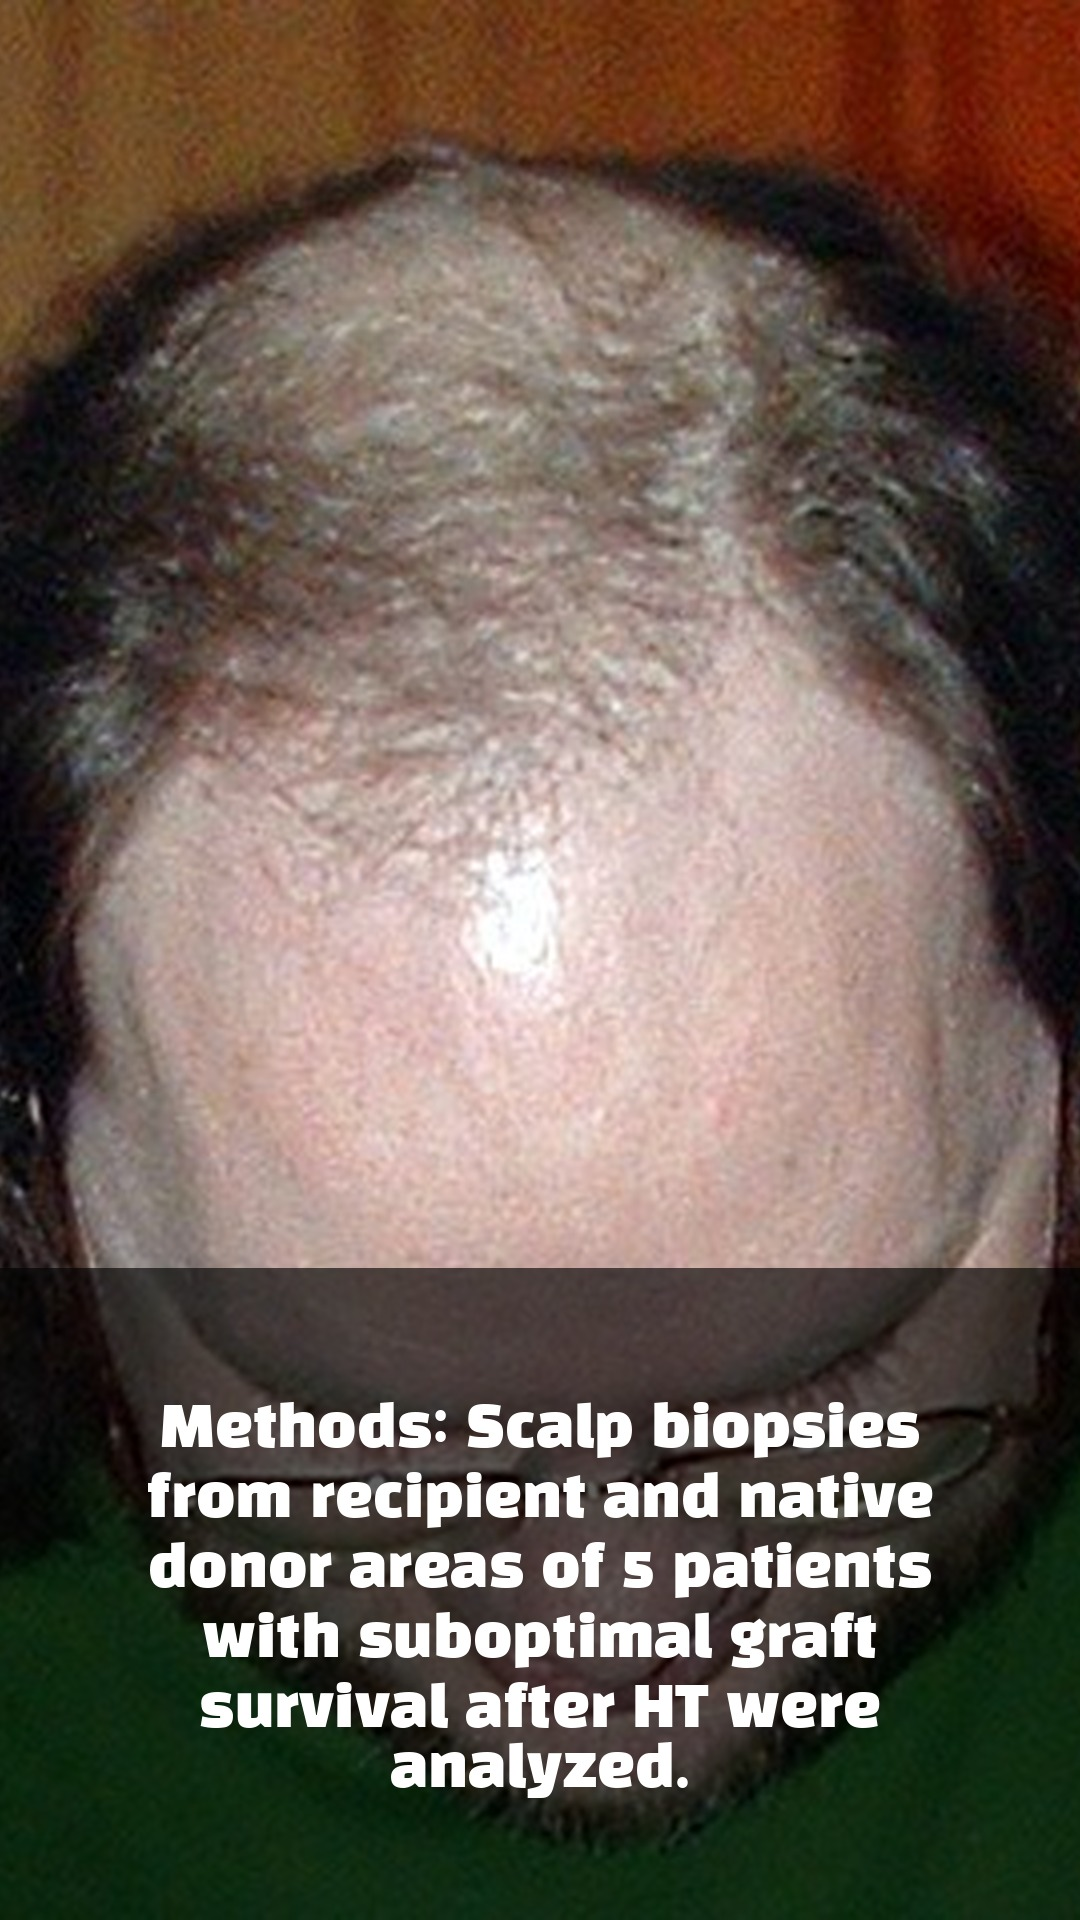 Methods: Scalp biopsies
from recipient and native
donor areas of 5 patients
with suboptimal graft
survival after HT were
analyzed.